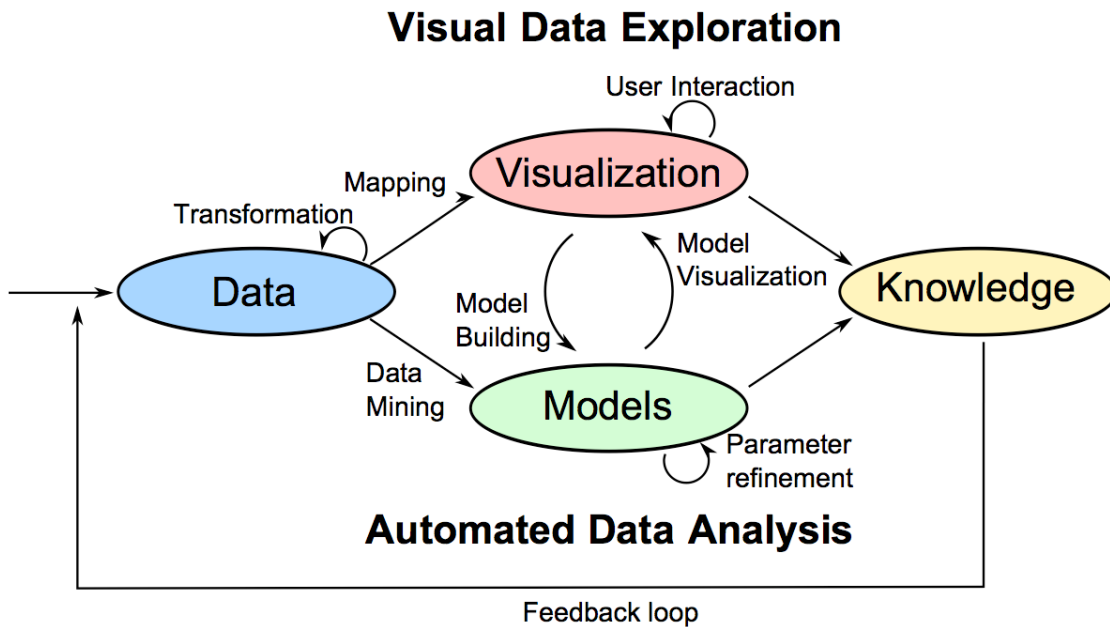 Visual Data Exploration
User Interaction
Visualization
Mapping
Transformation
Model
Visualization
Data
Knowledge
Model
Building
Data
Mining
Models
Parameter
refinement
Automated Data Analysis
Feedback loop